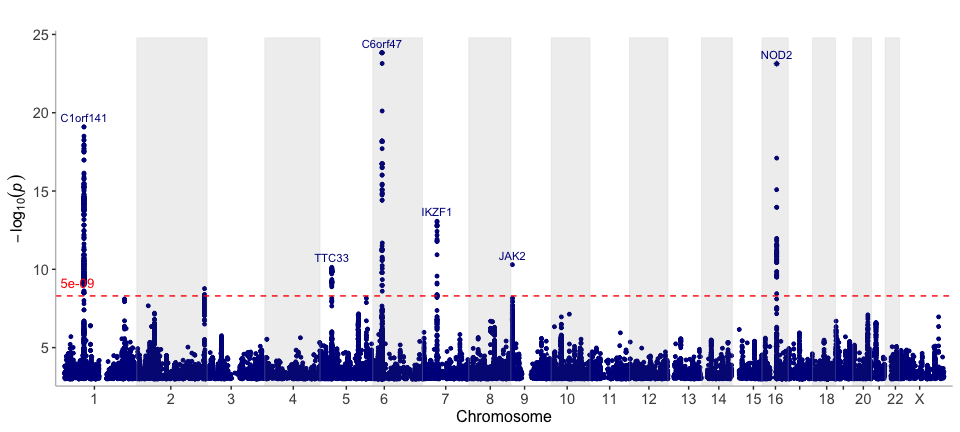 25
C6orf47
NOD2
20
C1orf141
15
IKZF1
TTC33
JAK2
10
5e-09
5
−log10(p)
1 2 3 4 5 6 7 8 9 10 11 12 13 14 15 16 18 20 22 X
Chromosome